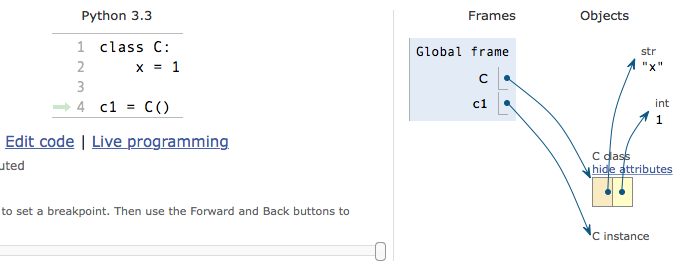 Python 3.3
1 class C:
2     x = 1
3
4 c1 = C()
Edit code | Live programming
uted
to set a breakpoint. Then use the Forward and Back buttons to
Frames
Objects
Global frame
C
c1
str
"x"
int
1
C class
hide attributes
C instance